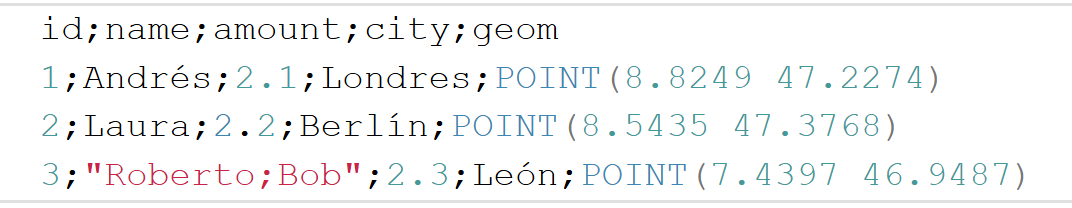 id;name;amount;city;geom
1;Andrés;2.1;Londres;POINT(8.8249 47.2274)
2;Laura;2.2;Berlín;POINT(8.5435 47.3768)
3;"Roberto;Bob";2.3;León;POINT(7.4397 46.9487)